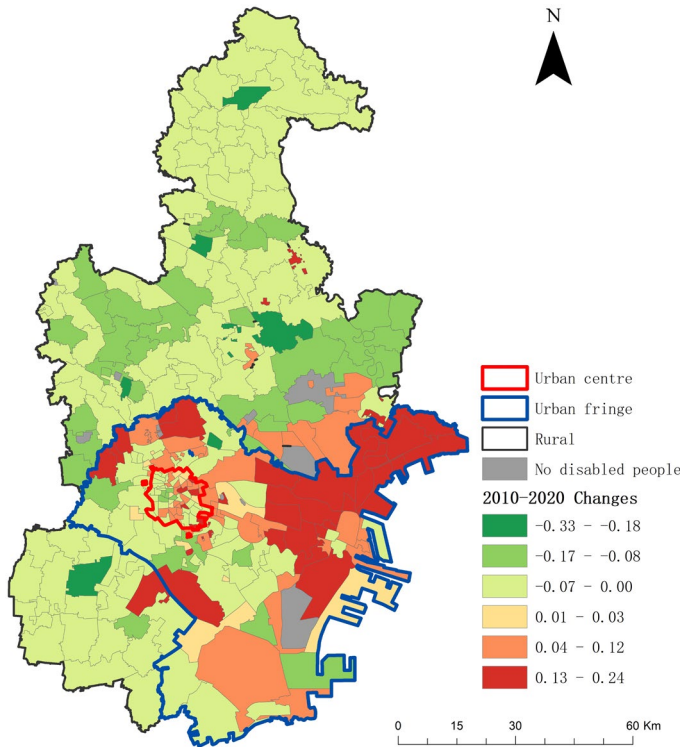 N
Urban centre
Urban fringe
Rural
No disabled people
2010-2020 Changes
-0.33 - -0.18
-0.17 - -0.08
-0.07 - 0.00
0.01 - 0.03
0.04 - 0.12
0.13 - 0.24
0 15 30 60 Km